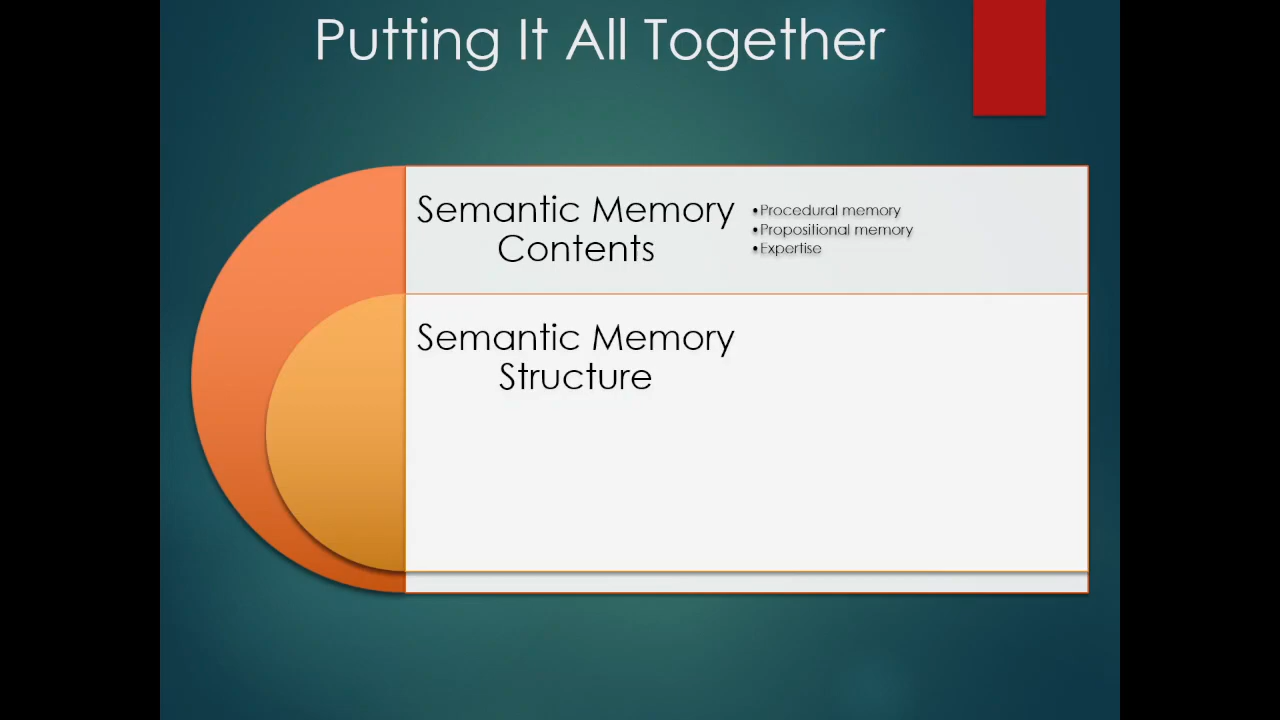 Putting It All Together
Semantic Memory
Contents
•Procedural memory
•Propositional memory
•Expertise
Semantic Memory
Structure